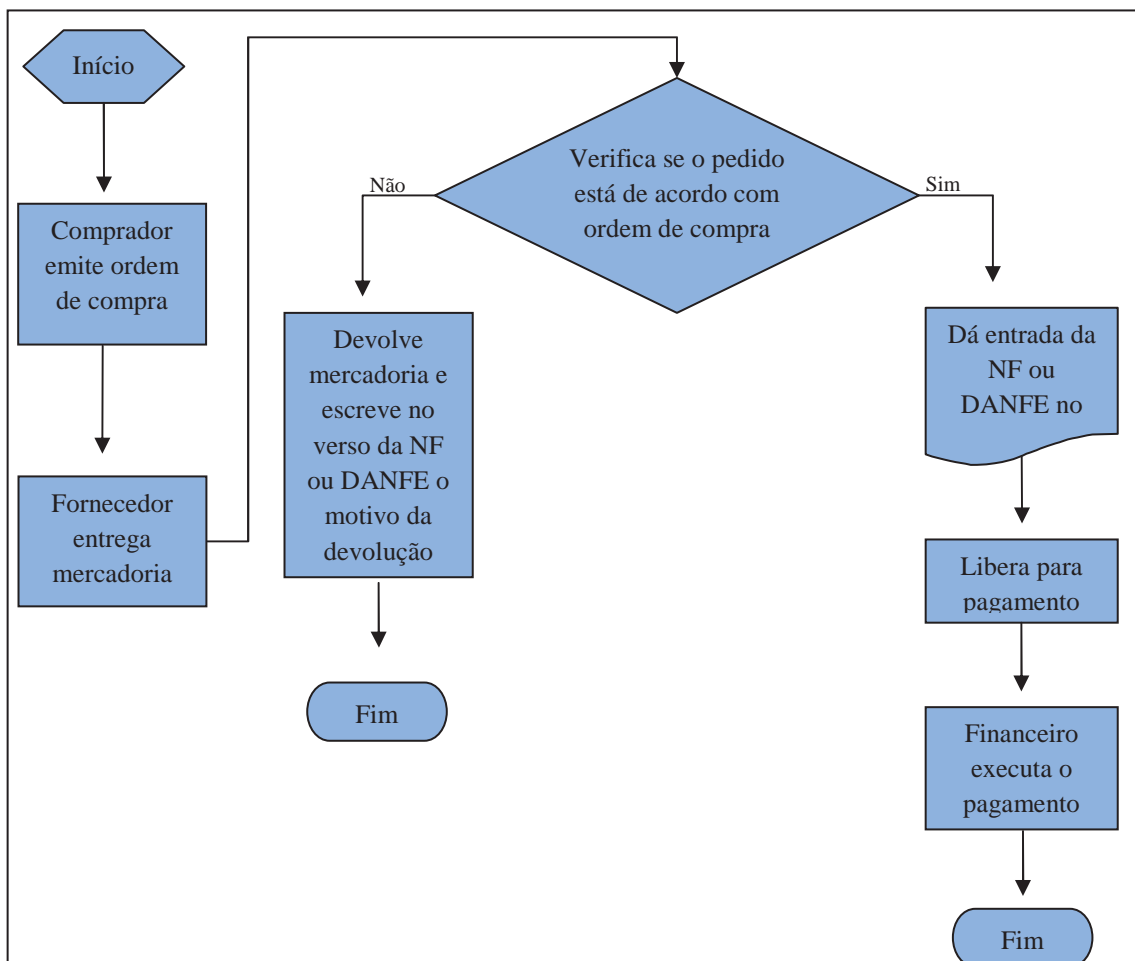 Início
Comprador
emite ordem
de compra
Fornecedor
entrega
mercadoria
Verifica se o pedido
está de acordo com
ordem de compra
Não
Devolve
mercadoria e
escreve no
verso da NF
ou DANFE o
motivo da
devolução
Fim
Sim
Dá entrada da
NF ou
DANFE no
Libera para
pagamento
Financeiro
executa o
pagamento
Fim